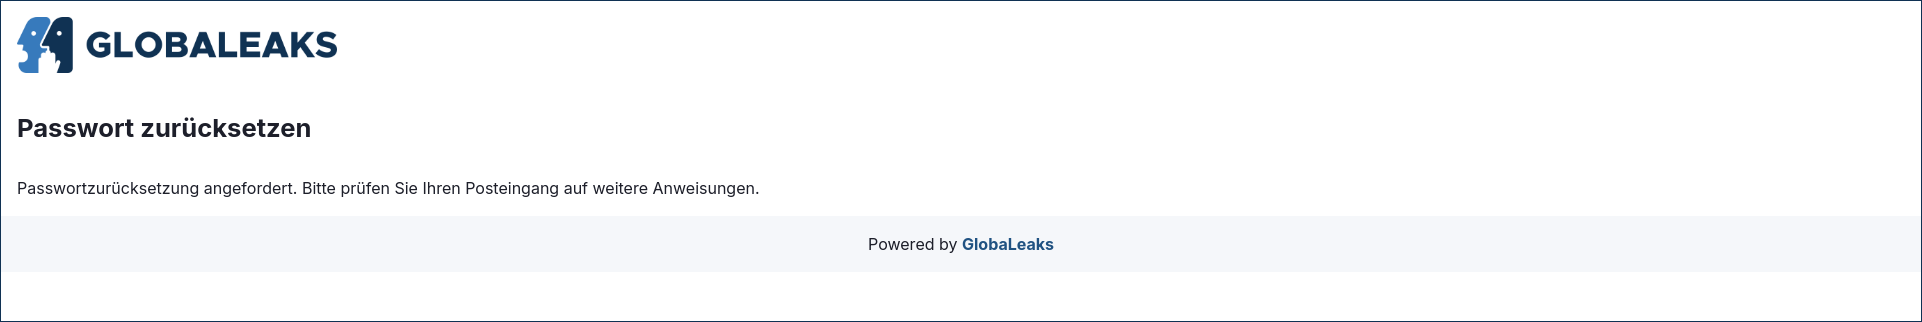 GLOBALEAKS
Passwort zurücksetzen
Passwortzurücksetzung angefordert. Bitte prüfen Sie Ihren Posteingang auf weitere Anweisungen.
Powered by GlobaLeaks